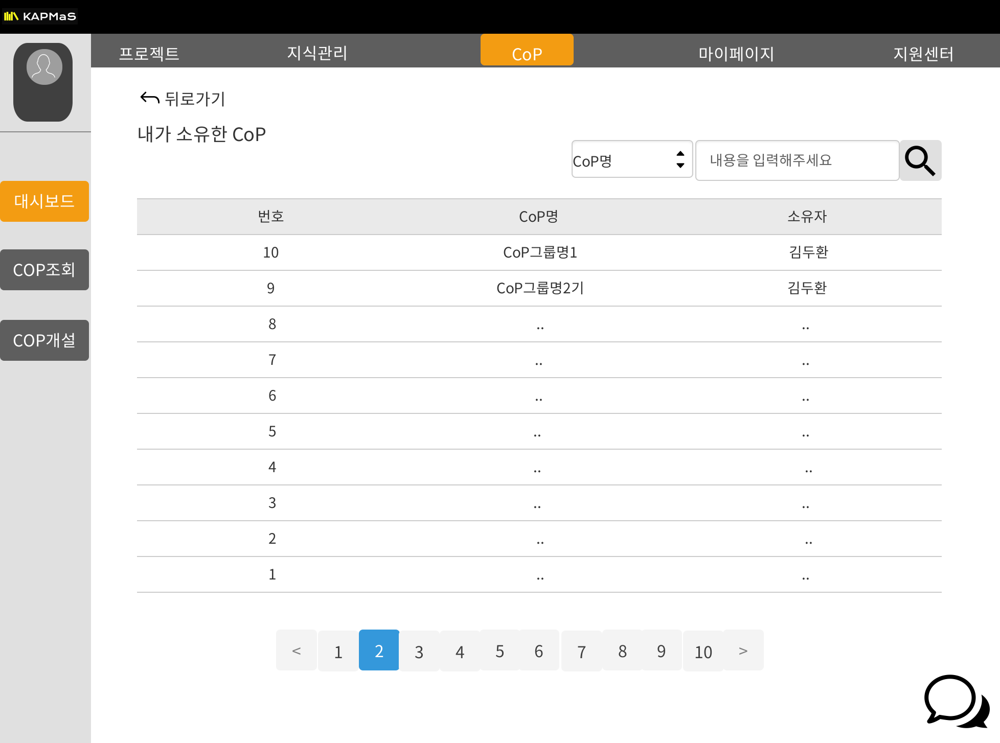 KAPMaS
프로젝트 지식관리 CoP 마이페이지 지원센터
뒤로가기
내가 소유한 CoP
CoP명 내용을 입력해주세요
대시보드
COP조회
COP개설
번호 CoP명 소유자
10 CoP그룹명1 김두환
9 CoP그룹명2기 김두환
8 .. ..
7 .. ..
6 .. ..
5 .. ..
4 .. ..
3 .. ..
2 .. ..
1 .. ..
< 1 2 3 4 5 6 7 8 9 10 >